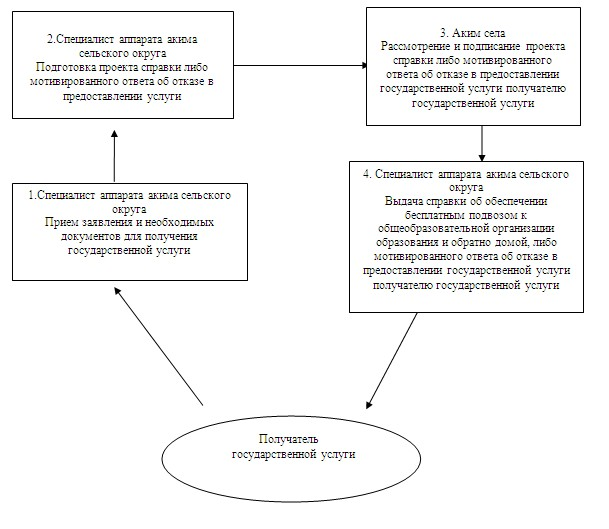 2.Специалист аппарата акима
сельского округа
Подготовка проекта справки либо
мотивированного ответа об отказе в
предоставлении услуги
3. Аким села
Рассмотрение и подписание проекта
справки либо мотивированного
ответа об отказе в предоставлении
государственной услуги получателю
государственной услуги
1.Специалист аппарата акима сельского
округа
Прием заявления и необходимых
документов для получения
государственной услуги
4. Специалист аппарата акима сельского
округа
Выдача справки об обеспечении
бесплатным подвозом к
общеобразовательной организации
образования и обратно домой, либо
мотивированного ответа об отказе в
предоставлении государственной услуги
получателю государственной услуги
Получатель
государственной услуги